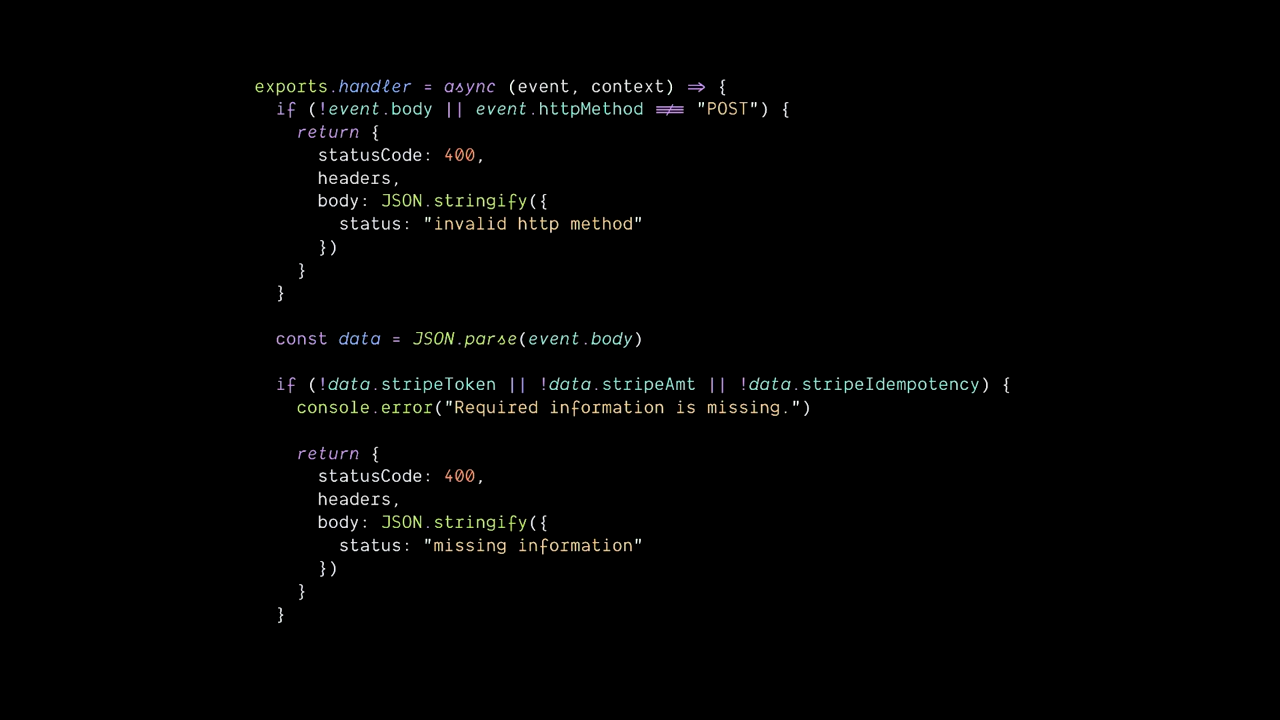 exports.handler = async (event, context) => {
if (!event.body || event.httpMethod !== "POST") {
return {
statusCode: 400,
headers,
body: JSON.stringify({
status: "invalid http method"
})
}
}
const data = JSON.parse(event.body)
if (!data.stripeToken || !data.stripeAmt || !data.stripeIdempotency) {
console.error("Required information is missing.")
return {
statusCode: 400,
headers,
body: JSON.stringify({
status: "missing information"
})
}
}